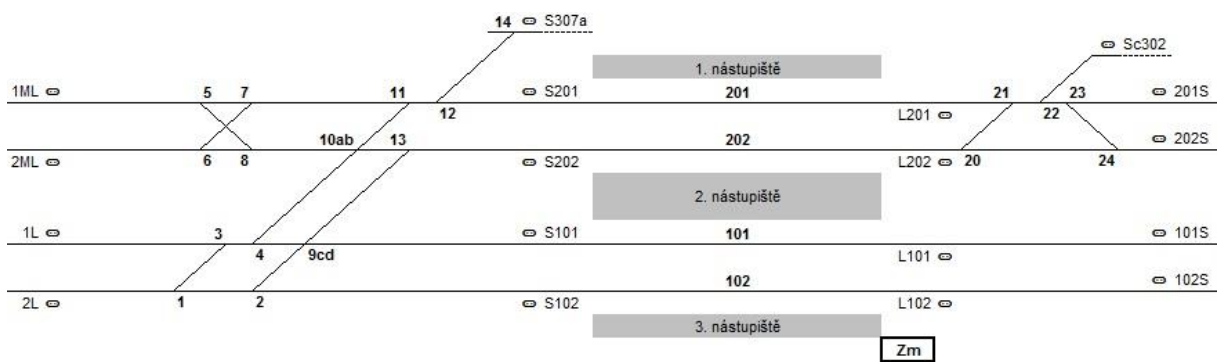 14 S307a
Sc302
1. nástupiště
1ML 5 7 11 S201 201 21 23 201S
12 L201 22
10ab 13 202 202S
2ML 6 8 S202 L202 20 24
2. nástupiště
1L 3 S101 101 101S
4 9cd L101
102 102S
2L 1 2 S102 L102
3. nástupiště
Zm